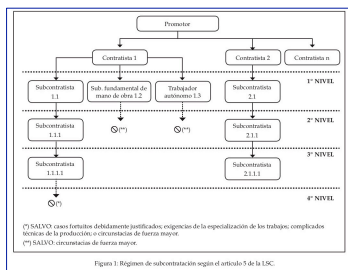 Promotor
Contratista 1
Contratista 2
Contratista n
1º NIVEL
Subcontratista
1.1
Sub. fundamental de
mano de obra 1.2
Trabajador
autónomo 1.3
Subcontratista
2.1
2º NIVEL
Subcontratista
1.1.1
(**)
(**)
Subcontratista
2.1.1
3º NIVEL
Subcontratista
1.1.1.1
Subcontratista
2.1.1.1
4º NIVEL
(*)
(*) SALVO: casos fortuitos debidamente justificados; exigencias de la especialización de los trabajos; complicados
técnicas de la producción; o circunstacias de fuerza mayor.
(**) SALVO: circunstacias de fuerza mayor.
Figura 1: Régimen de subcontratación según el artículo 5 de la LSC.